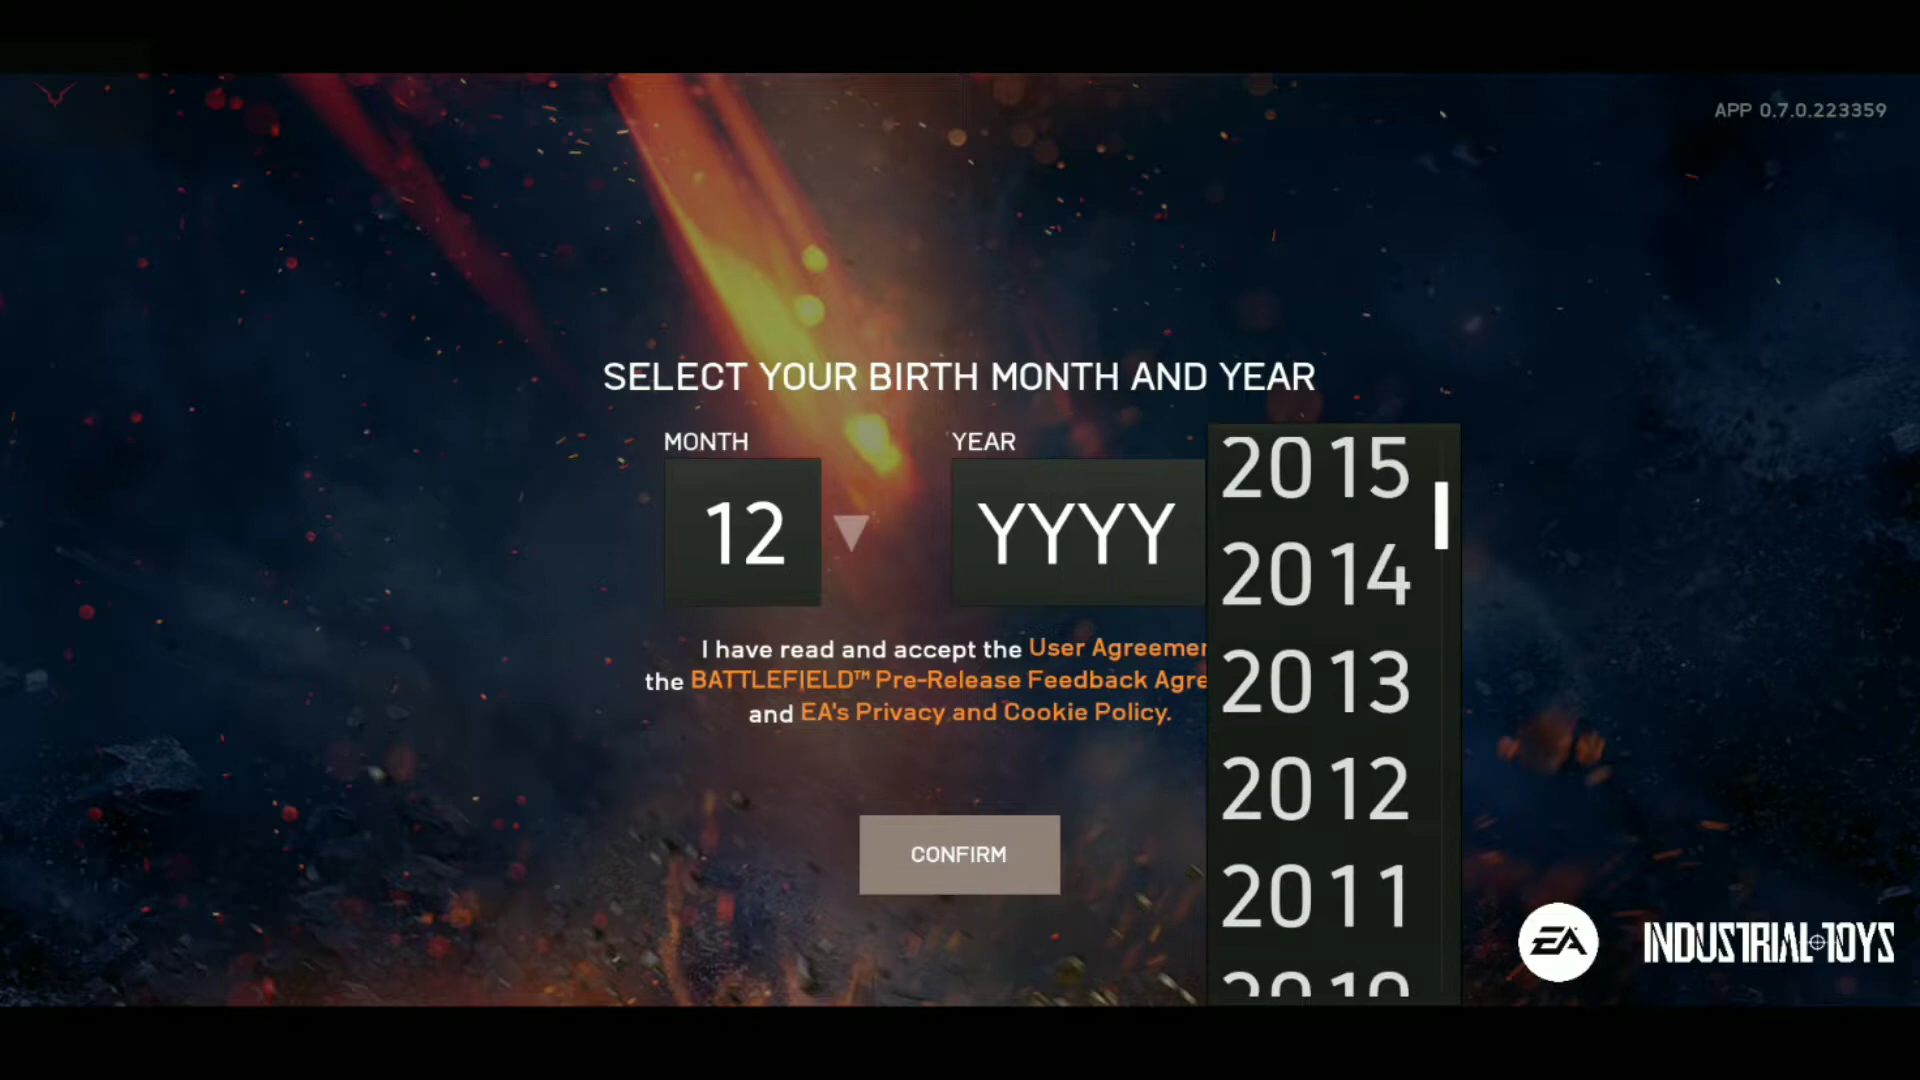 APP 0.7.0.223359
SELECT YOUR BIRTH MONTH AND YEAR
MONTH
YEAR
12
YYYY
2015
2014
2013
2012
2011
2010
I have read and accept the User Agreemen
the BATTLEFIELD™ Pre-Release Feedback Agre
and EA's Privacy and Cookie Policy.
CONFIRM
EA
INDUSTRIAL TOYS